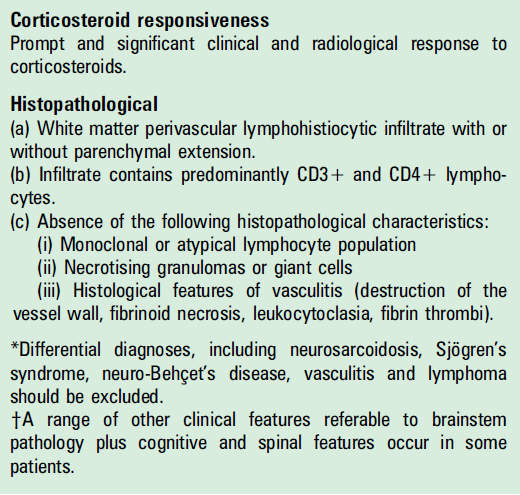 Corticosteroid responsiveness
Prompt and significant clinical and radiological response to
corticosteroids.
Histopathological
(a) White matter perivascular lymphohistiocytic infiltrate with or
without parenchymal extension.
(b) Infiltrate contains predominantly CD3+ and CD4+ lympho-
cytes.
(c) Absence of the following histopathological characteristics:
(i) Monoclonal or atypical lymphocyte population
(ii) Necrotising granulomas or giant cells
(iii) Histological features of vasculitis (destruction of the
vessel wall, fibrinoid necrosis, leukocytoclasia, fibrin thrombi).
*Differential diagnoses, including neurosarcoidosis, Sjögren's
syndrome, neuro-Behçet's disease, vasculitis and lymphoma
should be excluded.
†A range of other clinical features referable to brainstem
pathology plus cognitive and spinal features occur in some
patients.